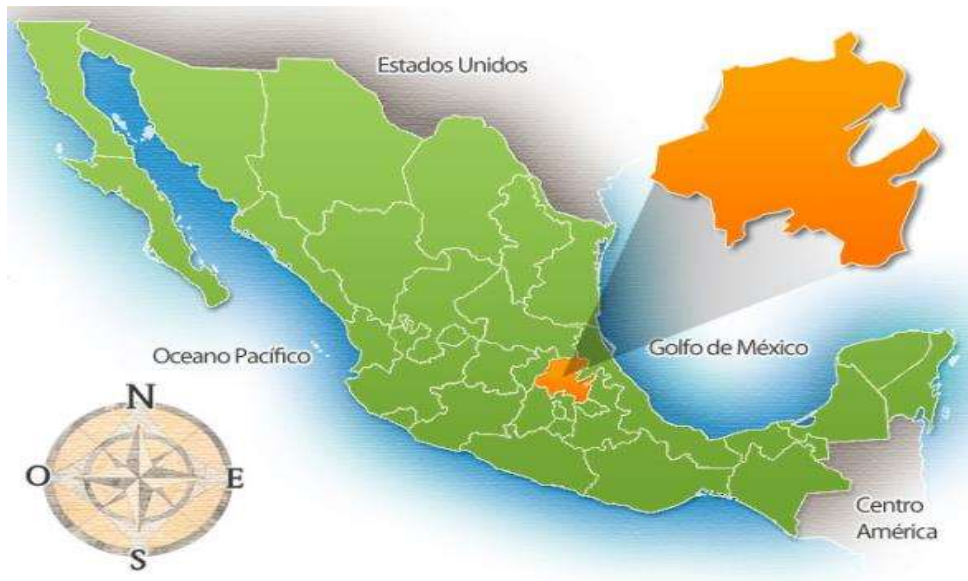 Estados Unidos
Oceano Pacífico
Golfo de México
N
O
E
S
Centro
América